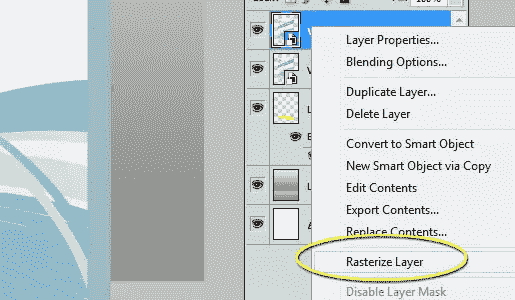 Layer Properties...
Blending Options...
Duplicate Layer...
Delete Layer
Convert to Smart Object
New Smart Object via Copy
Edit Contents
Export Contents...
Replace Contents...
Rasterize Layer
Disable Layer Mask